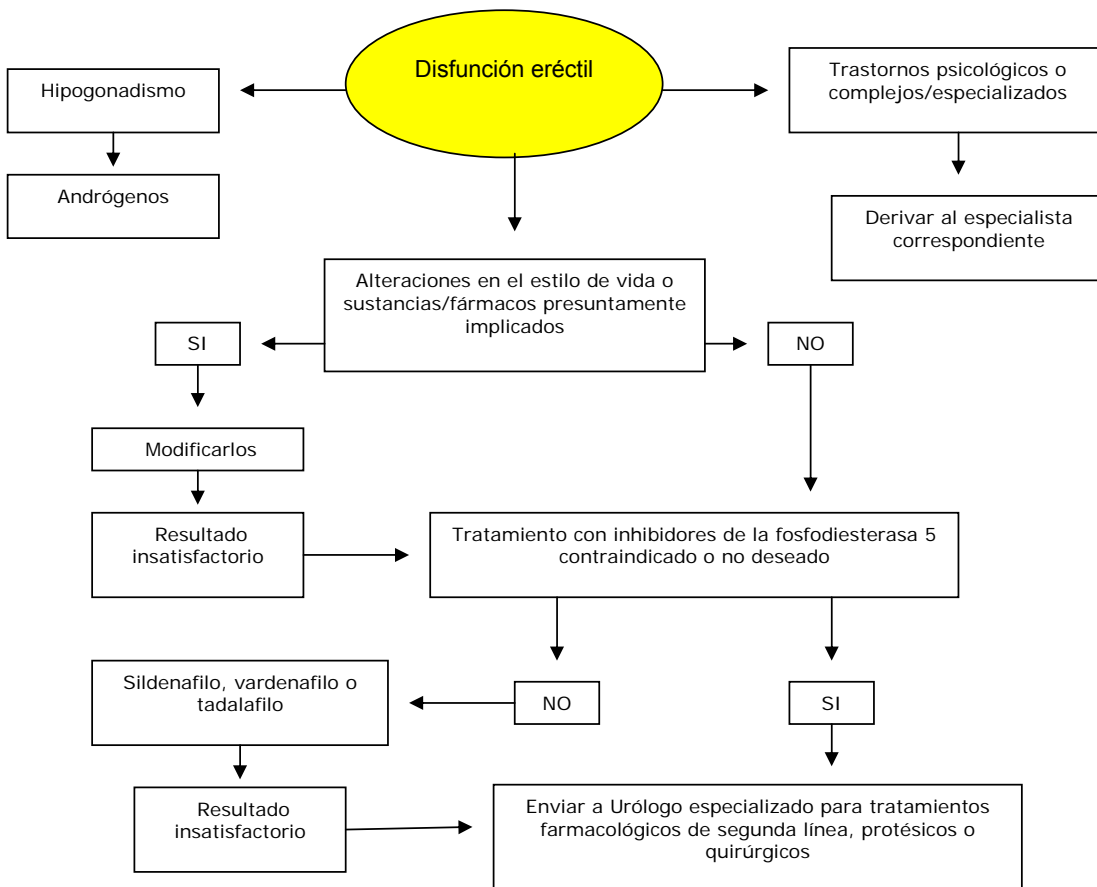 Disfunción eréctil
Hipogonadismo
Trastornos psicológicos o
complejos/especializados
Andrógenos
Derivar al especialista
correspondiente
Alteraciones en el estilo de vida o
sustancias/fármacos presuntamente
implicados
SI
NO
Modificarlos
Resultado
insatisfactorio
Tratamiento con inhibidores de la fosfodiesterasa 5
contraindicado o no deseado
Sildenafilo, vardenafilo o
tadalafilo
NO
SI
Resultado
insatisfactorio
Enviar a Urólogo especializado para tratamientos
farmacológicos de segunda línea, protésicos o
quirúrgicos